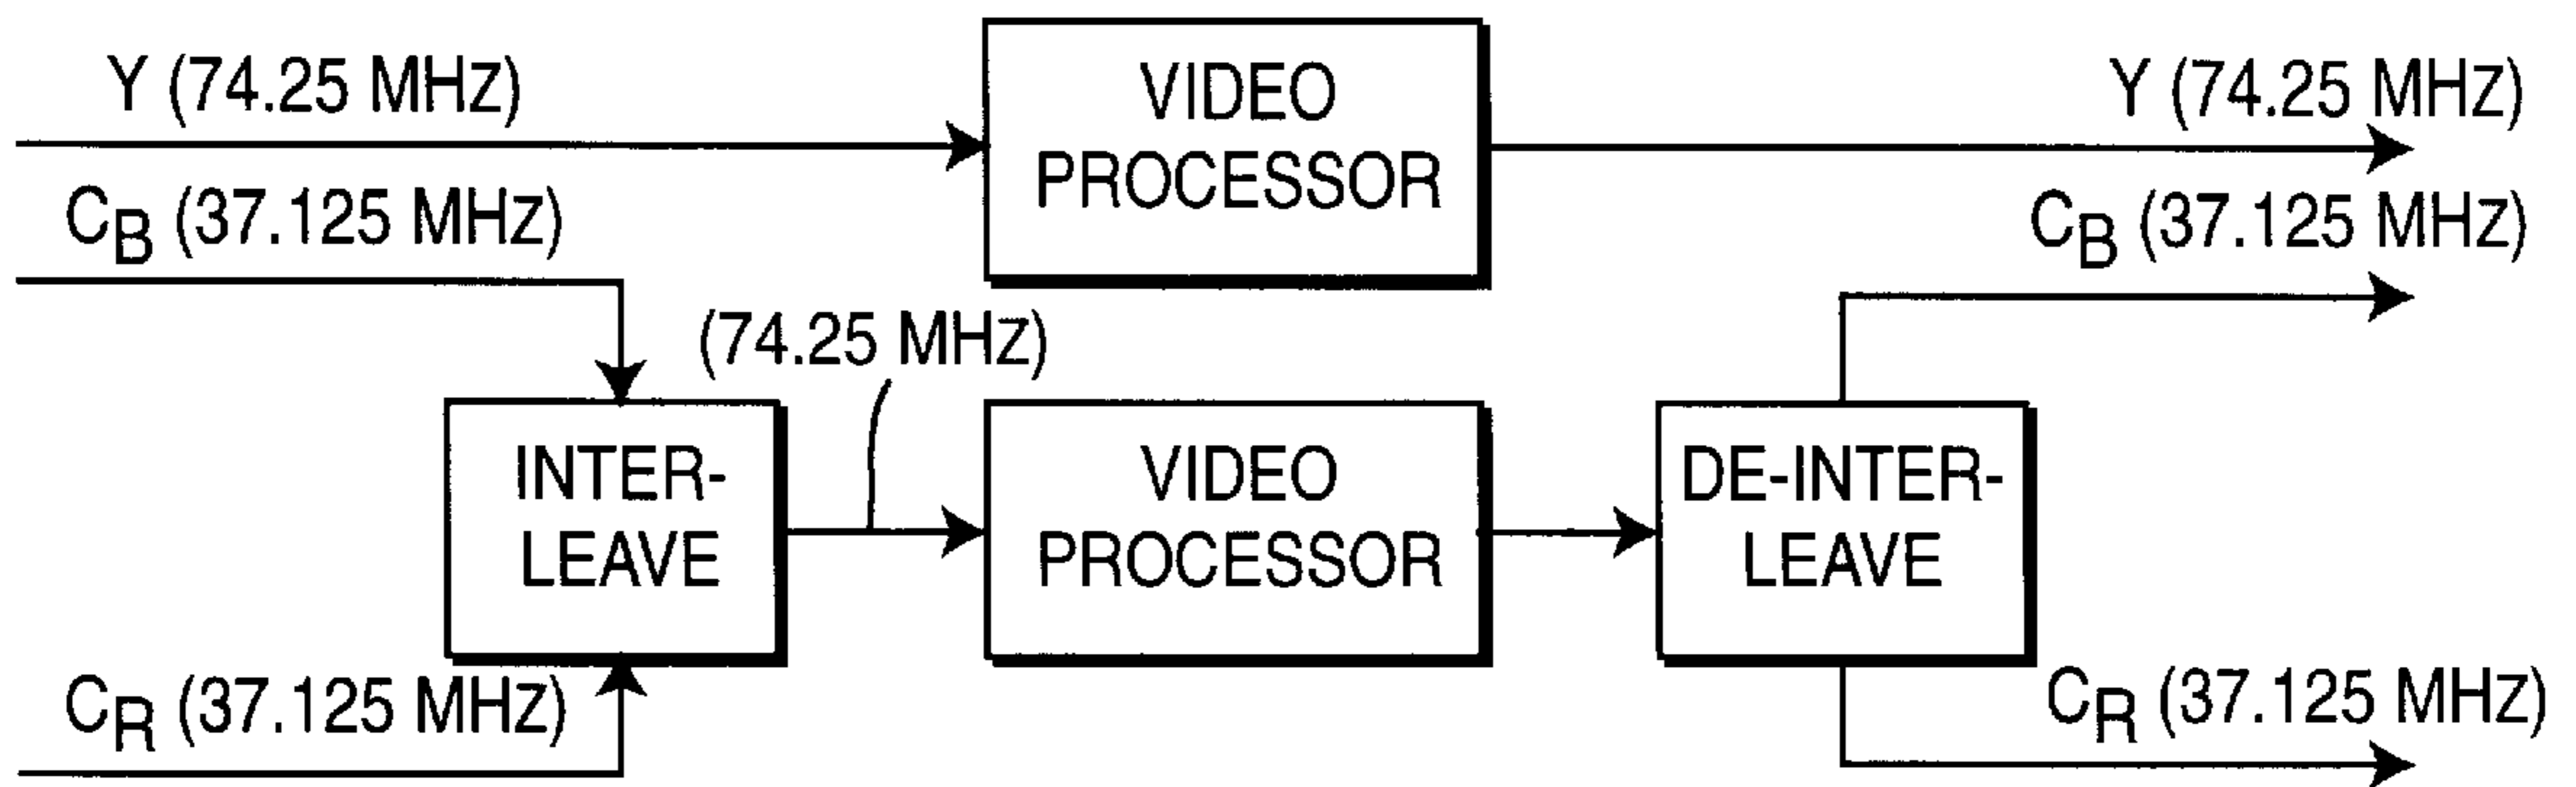 Y (74.25 MHz)
VIDEO
PROCESSOR
Y (74.25 MHz)
CB (37.125 MHz)
CB (37.125 MHz)
(74.25 MHz)
INTER-
LEAVE
VIDEO
PROCESSOR
DE-INTER-
LEAVE
CR (37.125 MHz)
CR (37.125 MHz)